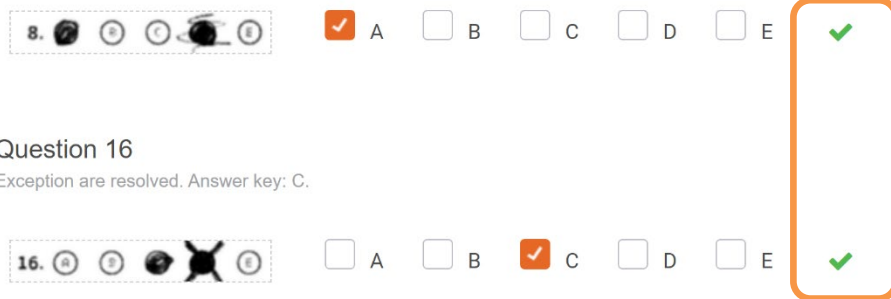 8. B C E A B C D E
Question 16
Exception are resolved. Answer key: C.
16. A E A B C D E